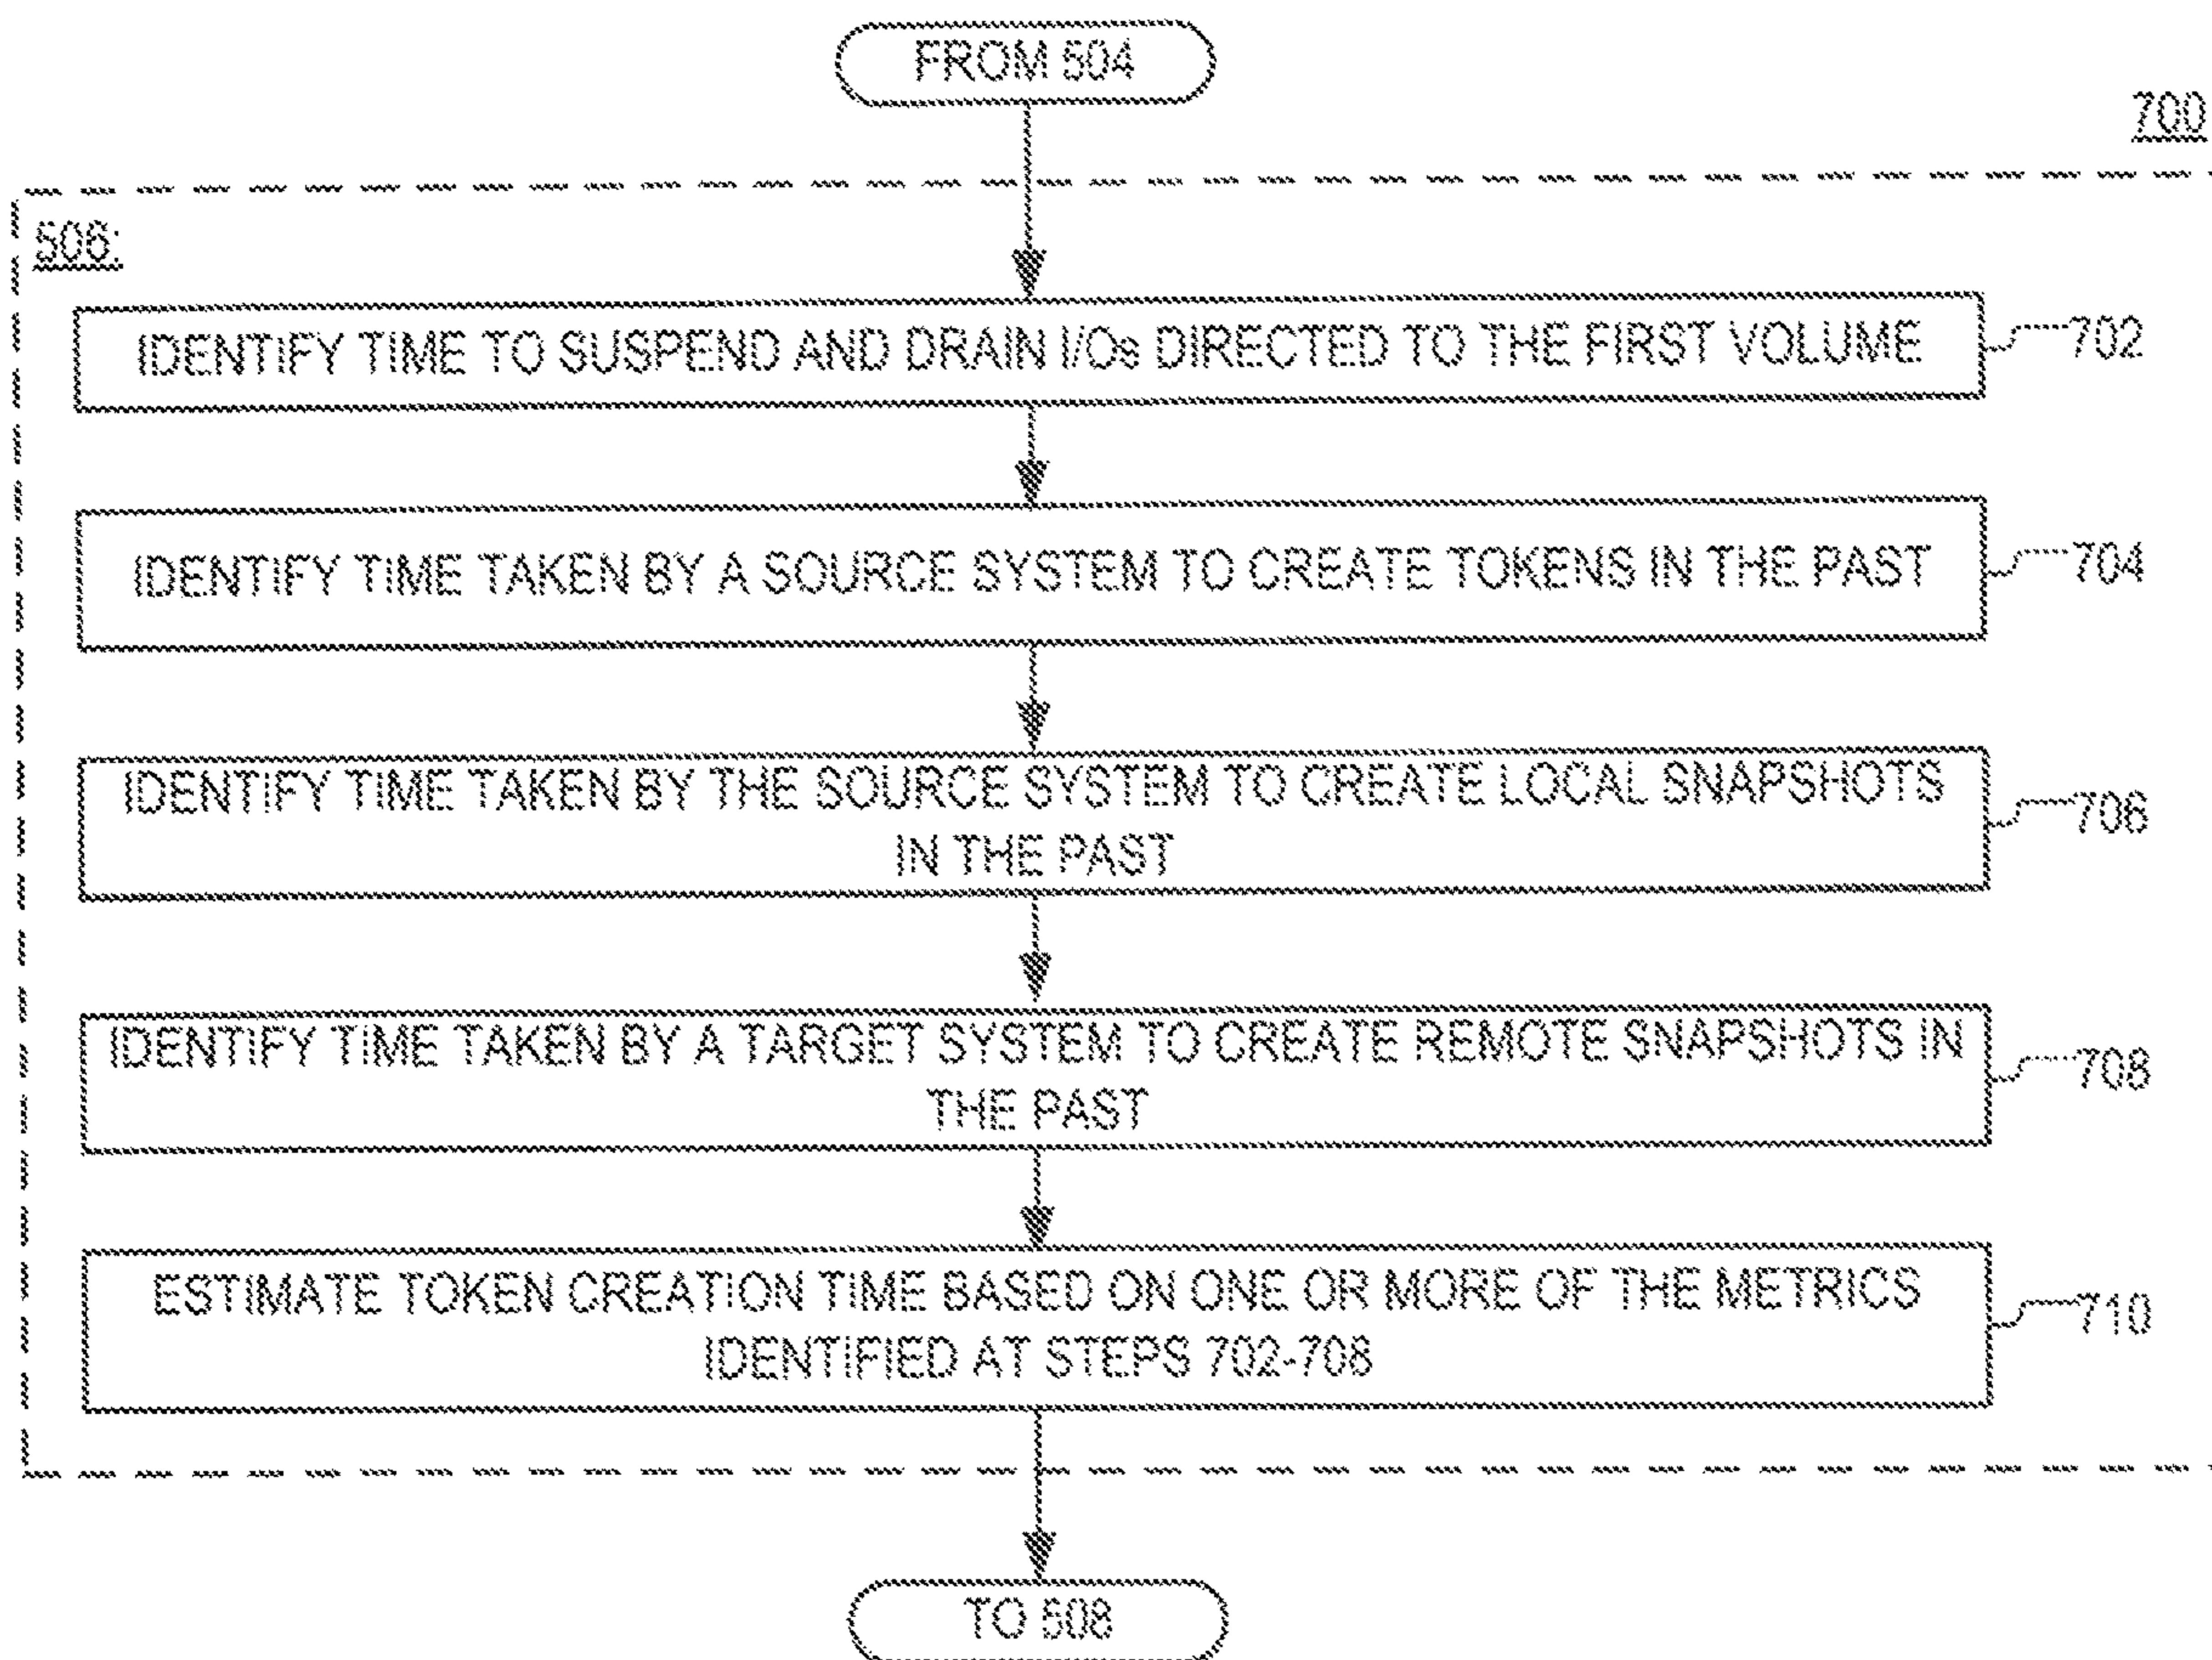 FROM 504
700
506:
IDENTIFY TIME TO SUSPEND AND DRAIN I/Os DIRECTED TO THE FIRST VOLUME
702
IDENTIFY TIME TAKEN BY A SOURCE SYSTEM TO CREATE TOKENS IN THE PAST
704
IDENTIFY TIME TAKEN BY THE SOURCE SYSTEM TO CREATE LOCAL SNAPSHOTS
IN THE PAST
706
IDENTIFY TIME TAKEN BY A TARGET SYSTEM TO CREATE REMOTE SNAPSHOTS IN
THE PAST
708
ESTIMATE TOKEN CREATION TIME BASED ON ONE OR MORE OF THE METRICS
IDENTIFIED AT STEPS 702-708
710
TO 508